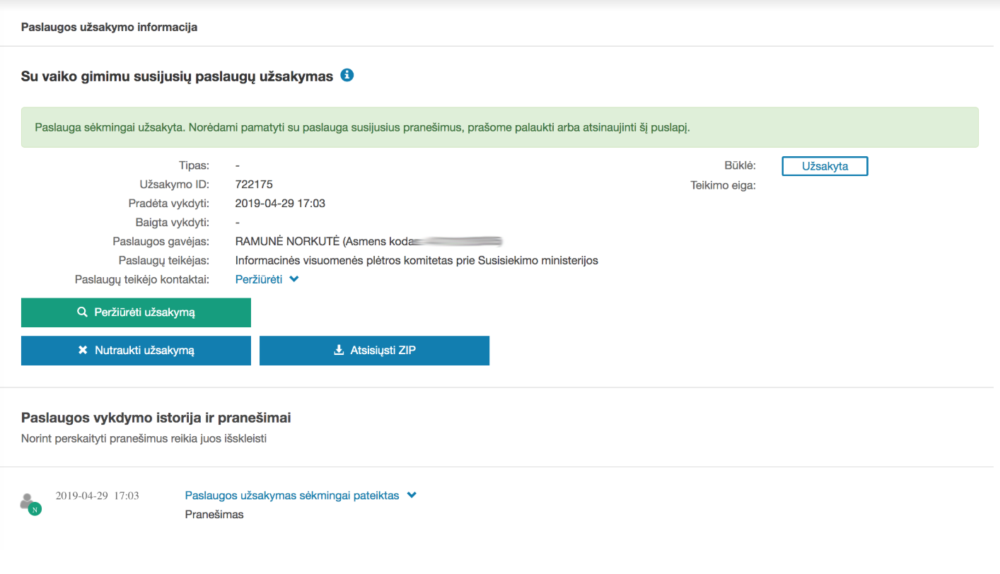 Paslaugos užsakymo informacija
Su vaiko gimimu susijusių paslaugų užsakymas
Paslauga sėkmingai užsakyta. Norėdami pamatyti su paslauga susijusius pranešimus, prašome palaukti arba atsinaujinti šį puslapį.
Tipas: -
Būklė: Užsakyta
Užsakymo ID: 722175
Teikimo eiga:
Pradėta vykdyti: 2019-04-29 17:03
Baigta vykdyti: -
Paslaugos gavėjas: RAMUNĖ NORKUTĖ (Asmens koda
Paslaugų teikėjas: Informacinės visuomenės plėtros komitetas prie Susisiekimo ministerijos
Paslaugų teikėjo kontaktai: Peržiūrėti
Peržiūrėti užsakymą
Nutraukti užsakymą
Atsisiųsti ZIP
Paslaugos vykdymo istorija ir pranešimai
Norint perskaityti pranešimus reikia juos išskleisti
N 2019-04-29 17:03 Paslaugos užsakymas sėkmingai pateiktas
Pranešimas